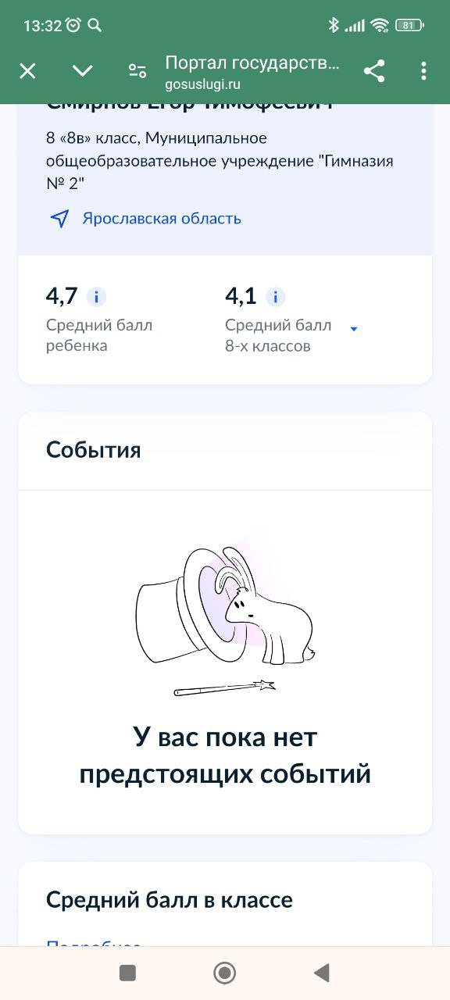 13:32
81
Портал государств...
gosuslugi.ru
Смирнов Егор Тимофеевич
8 «8в» класс, Муниципальное
общеобразовательное учреждение "Гимназия
№ 2"
Ярославская область
4,7 i
4,1 i
Средний балл
ребенка
Средний балл
8-х классов
События
У вас пока нет
предстоящих событий
Средний балл в классе
Подробнее